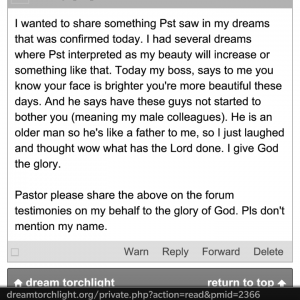 I wanted to share something Pst saw in my dreams
that was confirmed today. I had several dreams
where Pst interpreted as my beauty will increase or
something like that. Today my boss, says to me you
know your face is brighter you're more beautiful these
days. And he says have these guys not started to
bother you (meaning my male colleagues). He is an
older man so he's like a father to me, so I just laughed
and thought wow what has the Lord done. I give God
the glory.
Pastor please share the above on the forum
testimonies on my behalf to the glory of God. Pls don't
mention my name.
Warn Reply Forward Delete
dream torchlight return to top
dreamtorchlight.org/private.php?action=read&pmid=2366